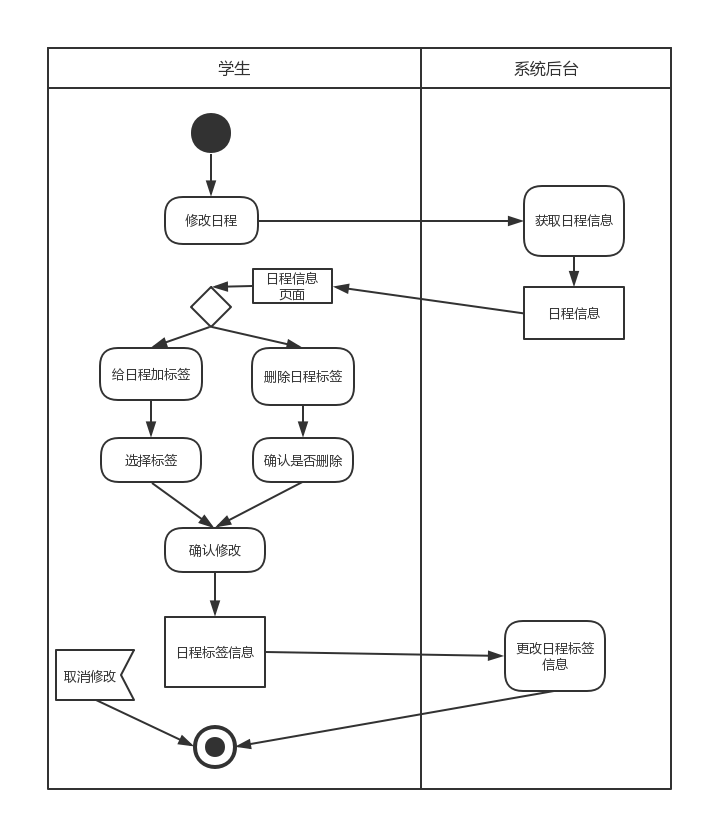 学生
系统后台
修改日程
获取日程信息
日程信息
页面
日程信息
给日程加标签
删除日程标签
选择标签
确认是否删除
确认修改
日程标签信息
更改日程标签
信息
取消修改